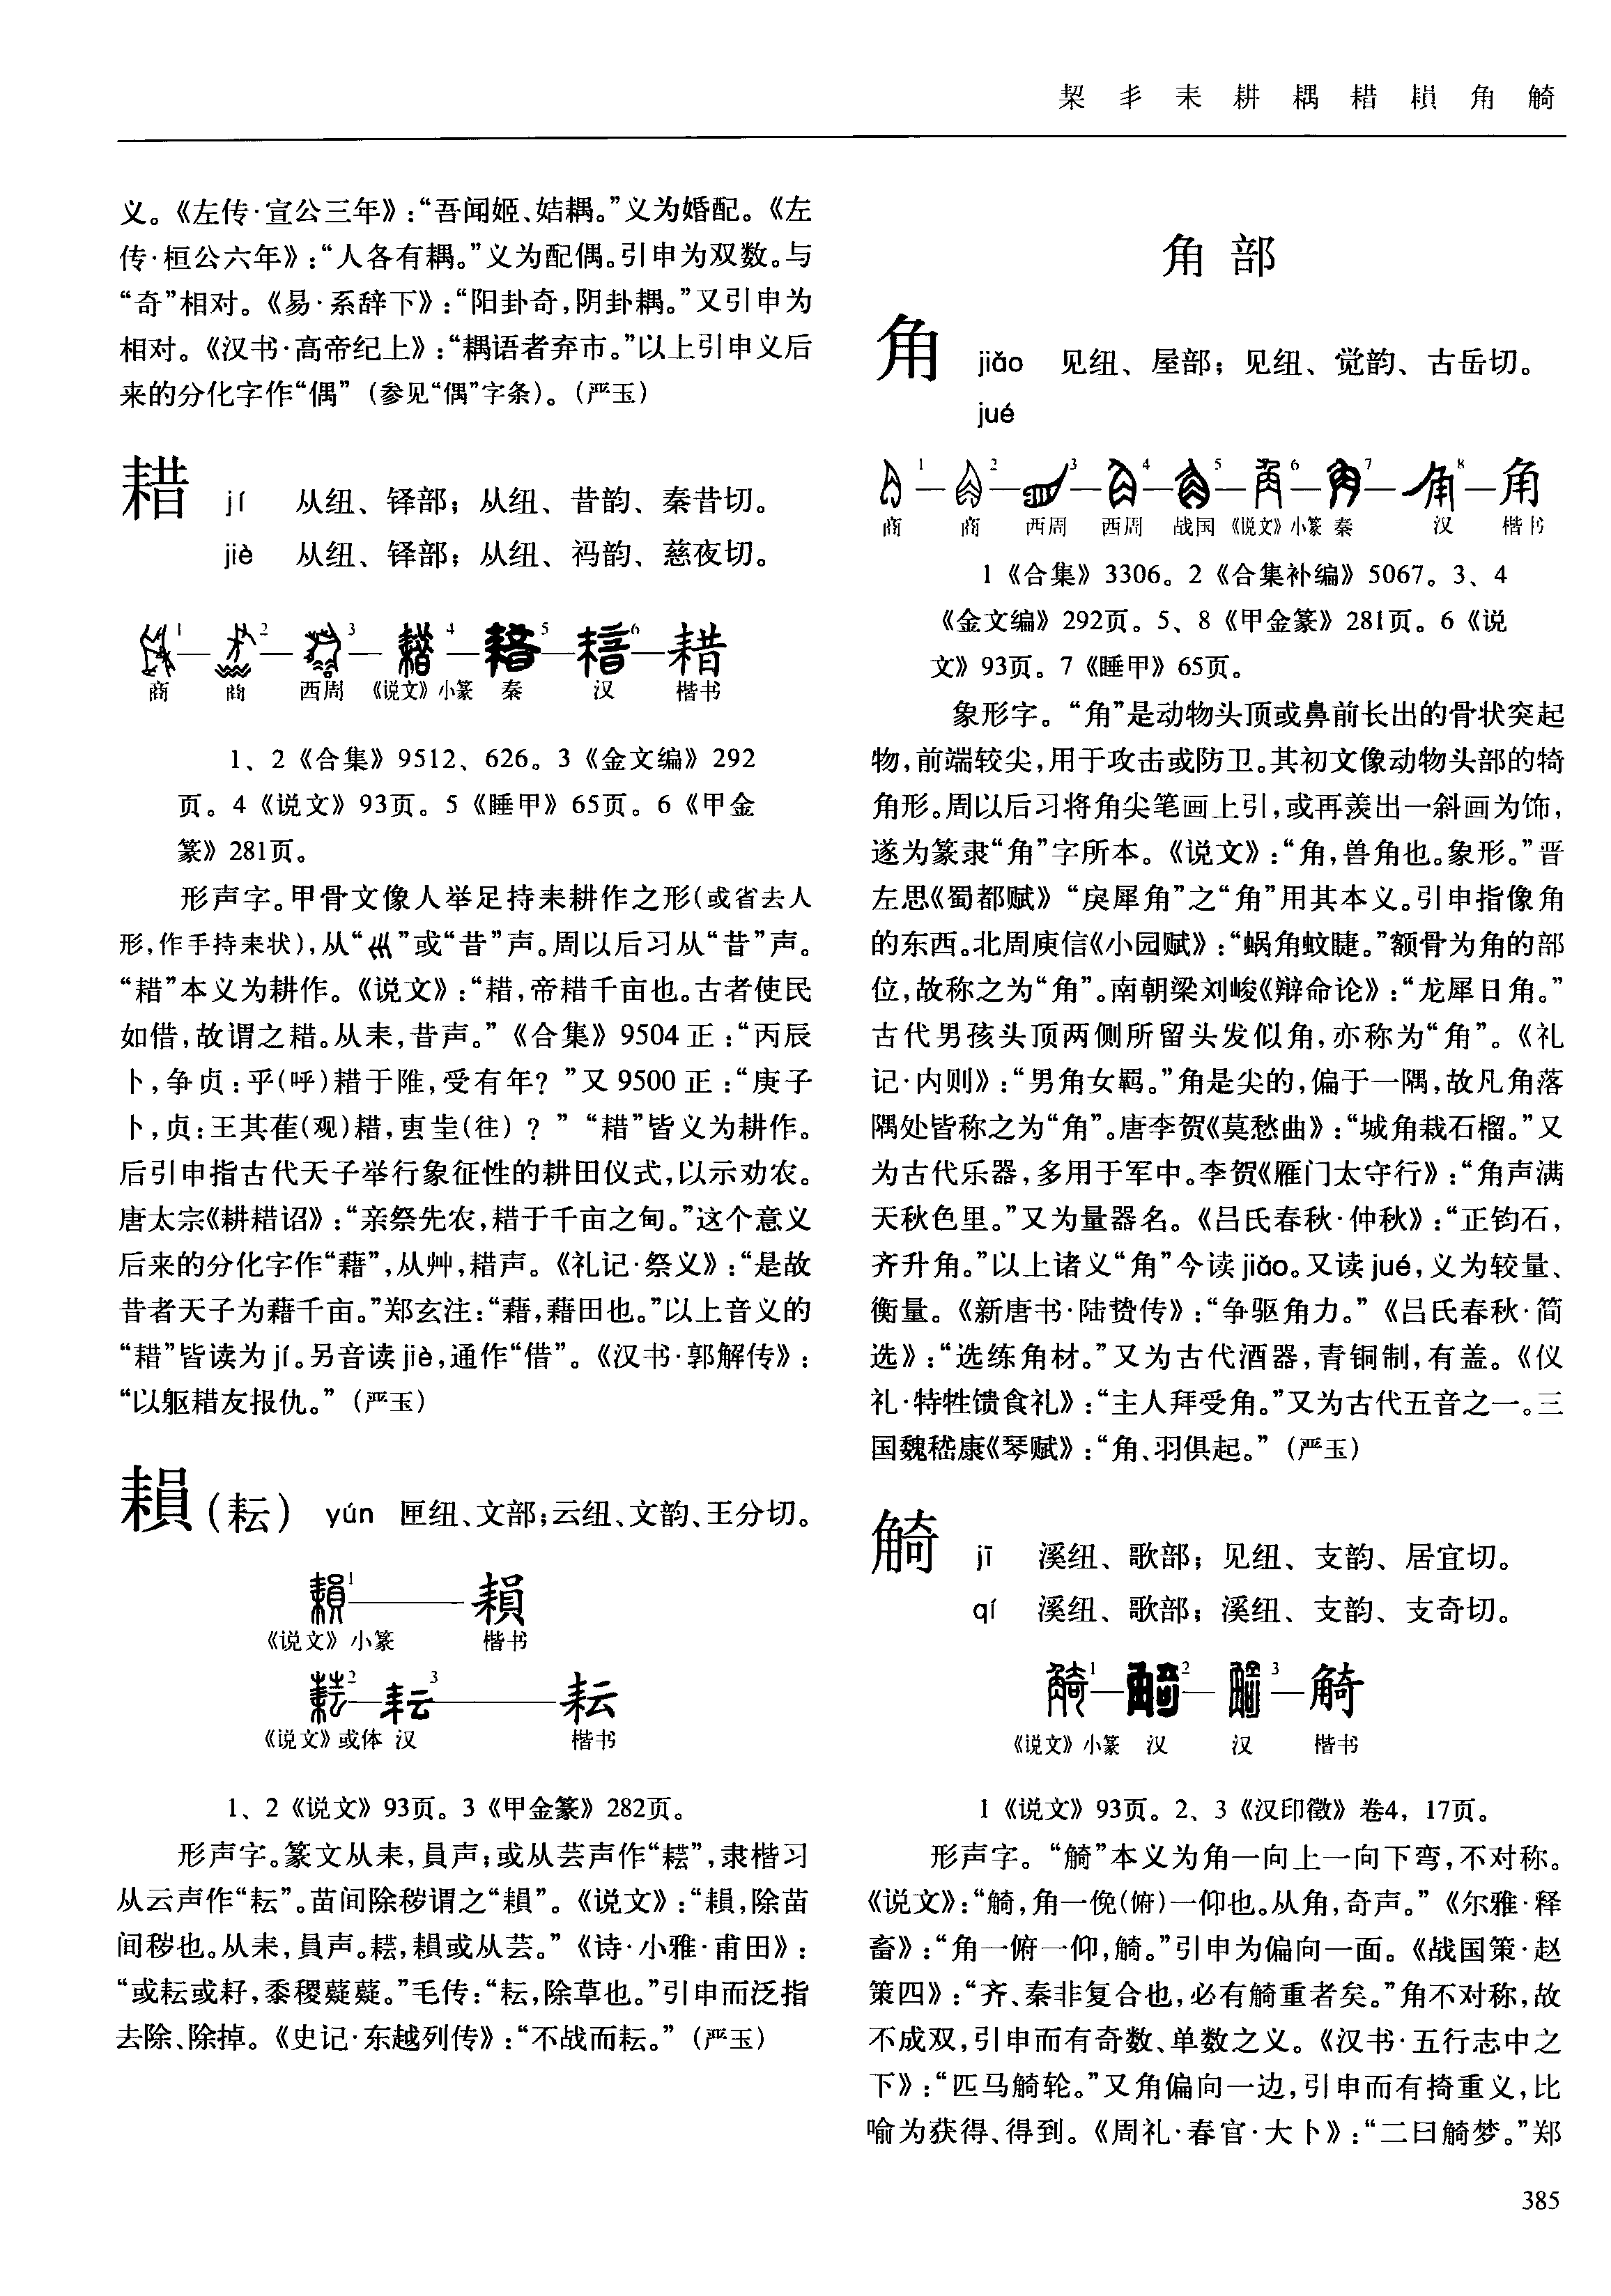 栔 丯 耒 耕 耦 耤 𦓷 角 觭
义。《左传·宣公三年》:“吾闻姬、姞耦。”义为婚配。《左
传·桓公六年》:“人各有耦。”义为配偶。引申为双数。与
“奇”相对。《易·系辞下》:“阳卦奇,阴卦耦。”又引申为
相对。《汉书·高帝纪上》:“耦语者弃市。”以上引申义后
来的分化字作“偶”(参见“偶”字条)。(严玉)
耤 jí 从纽、铎部;从纽、昔韵、秦昔切。
jiè 从纽、铎部;从纽、祃韵、慈夜切。
1 — 2 — 3 — 4 — 5 — 6 — 耤
商 商 西周 《说文》小篆 秦 汉 楷书
1、2《合集》9512、626。3《金文编》292
页。4《说文》93页。5《睡甲》65页。6《甲金
篆》281页。
形声字。甲骨文像人举足持耒耕作之形(或省去人
形,作手持耒状),从“”或“昔”声。周以后习从“昔”声。
“耤”本义为耕作。《说文》:“耤,帝耤千亩也。古者使民
如借,故谓之耤。从耒,昔声。”《合集》9504正:“丙辰
卜,争贞:乎(呼)耤于陮,受有年?”又9500正:“庚子
卜,贞:王其萑(观)耤,叀㞷(往)?”“耤”皆义为耕作。
后引申指古代天子举行象征性的耕田仪式,以示劝农。
唐太宗《耕耤诏》:“亲祭先农,耤于千亩之甸。”这个意义
后来的分化字作“藉”,从艸,耤声。《礼记·祭义》:“是故
昔者天子为藉千亩。”郑玄注:“藉,藉田也。”以上音义的
“耤”皆读为jí。另音读jiè,通作“借”。《汉书·郭解传》:
“以躯耤友报仇。”(严玉)
𦓷(耘) yún 匣纽、文部;云纽、文韵、王分切。
1 — 𦓷
《说文》小篆 楷书
2 — 3 — 耘
《说文》或体 汉 楷书
1、2《说文》93页。3《甲金篆》282页。
形声字。篆文从耒,員声;或从芸声作“𦔐”,隶楷习
从云声作“耘”。苗间除秽谓之“𦓷”。《说文》:“𦓷,除苗
间秽也。从耒,員声。𦔐,𦓷或从芸。”《诗·小雅·甫田》:
“或耘或耔,黍稷薿薿。”毛传:“耘,除草也。”引申而泛指
去除、除掉。《史记·东越列传》:“不战而耘。”(严玉)
角部
角 jiǎo 见纽、屋部;见纽、觉韵、古岳切。
jué
1 — 2 — 3 — 4 — 5 — 6 — 7 — 8 — 角
商 商 西周 西周 战国 《说文》小篆 秦 汉 楷书
1《合集》3306。2《合集补编》5067。3、4
《金文编》292页。5、8《甲金篆》281页。6《说
文》93页。7《睡甲》65页。
象形字。“角”是动物头顶或鼻前长出的骨状突起
物,前端较尖,用于攻击或防卫。其初文像动物头部的犄
角形。周以后习将角尖笔画上引,或再羡出一斜画为饰,
遂为篆隶“角”字所本。《说文》:“角,兽角也。象形。”晋
左思《蜀都赋》“戾犀角”之“角”用其本义。引申指像角
的东西。北周庾信《小园赋》:“蜗角蚊睫。”额骨为角的部
位,故称之为“角”。南朝梁刘峻《辩命论》:“龙犀日角。”
古代男孩头顶两侧所留头发似角,亦称为“角”。《礼
记·内则》:“男角女羁。”角是尖的,偏于一隅,故凡角落
隅处皆称之为“角”。唐李贺《莫愁曲》:“城角栽石榴。”又
为古代乐器,多用于军中。李贺《雁门太守行》:“角声满
天秋色里。”又为量器名。《吕氏春秋·仲秋》:“正钧石,
齐升角。”以上诸义“角”今读jiǎo。又读jué,义为较量、
衡量。《新唐书·陆贽传》:“争驱角力。”《吕氏春秋·简
选》:“选练角材。”又为古代酒器,青铜制,有盖。《仪
礼·特牲馈食礼》:“主人拜受角。”又为古代五音之一。三
国魏嵇康《琴赋》:“角、羽俱起。”(严玉)
觭 jī 溪纽、歌部;见纽、支韵、居宜切。
qí 溪纽、歌部;溪纽、支韵、支奇切。
1 — 2 — 3 — 觭
《说文》小篆 汉 汉 楷书
1《说文》93页。2、3《汉印徵》卷4,17页。
形声字。“觭”本义为角一向上一向下弯,不对称。
《说文》:“觭,角一俛(俯)一仰也。从角,奇声。”《尔雅·释
畜》:“角一俯一仰,觭。”引申为偏向一面。《战国策·赵
策四》:“齐、秦非复合也,必有觭重者矣。”角不对称,故
不成双,引申而有奇数、单数之义。《汉书·五行志中之
下》:“匹马觭轮。”又角偏向一边,引申而有掎重义,比
喻为获得、得到。《周礼·春官·大卜》:“二曰觭梦。”郑
385